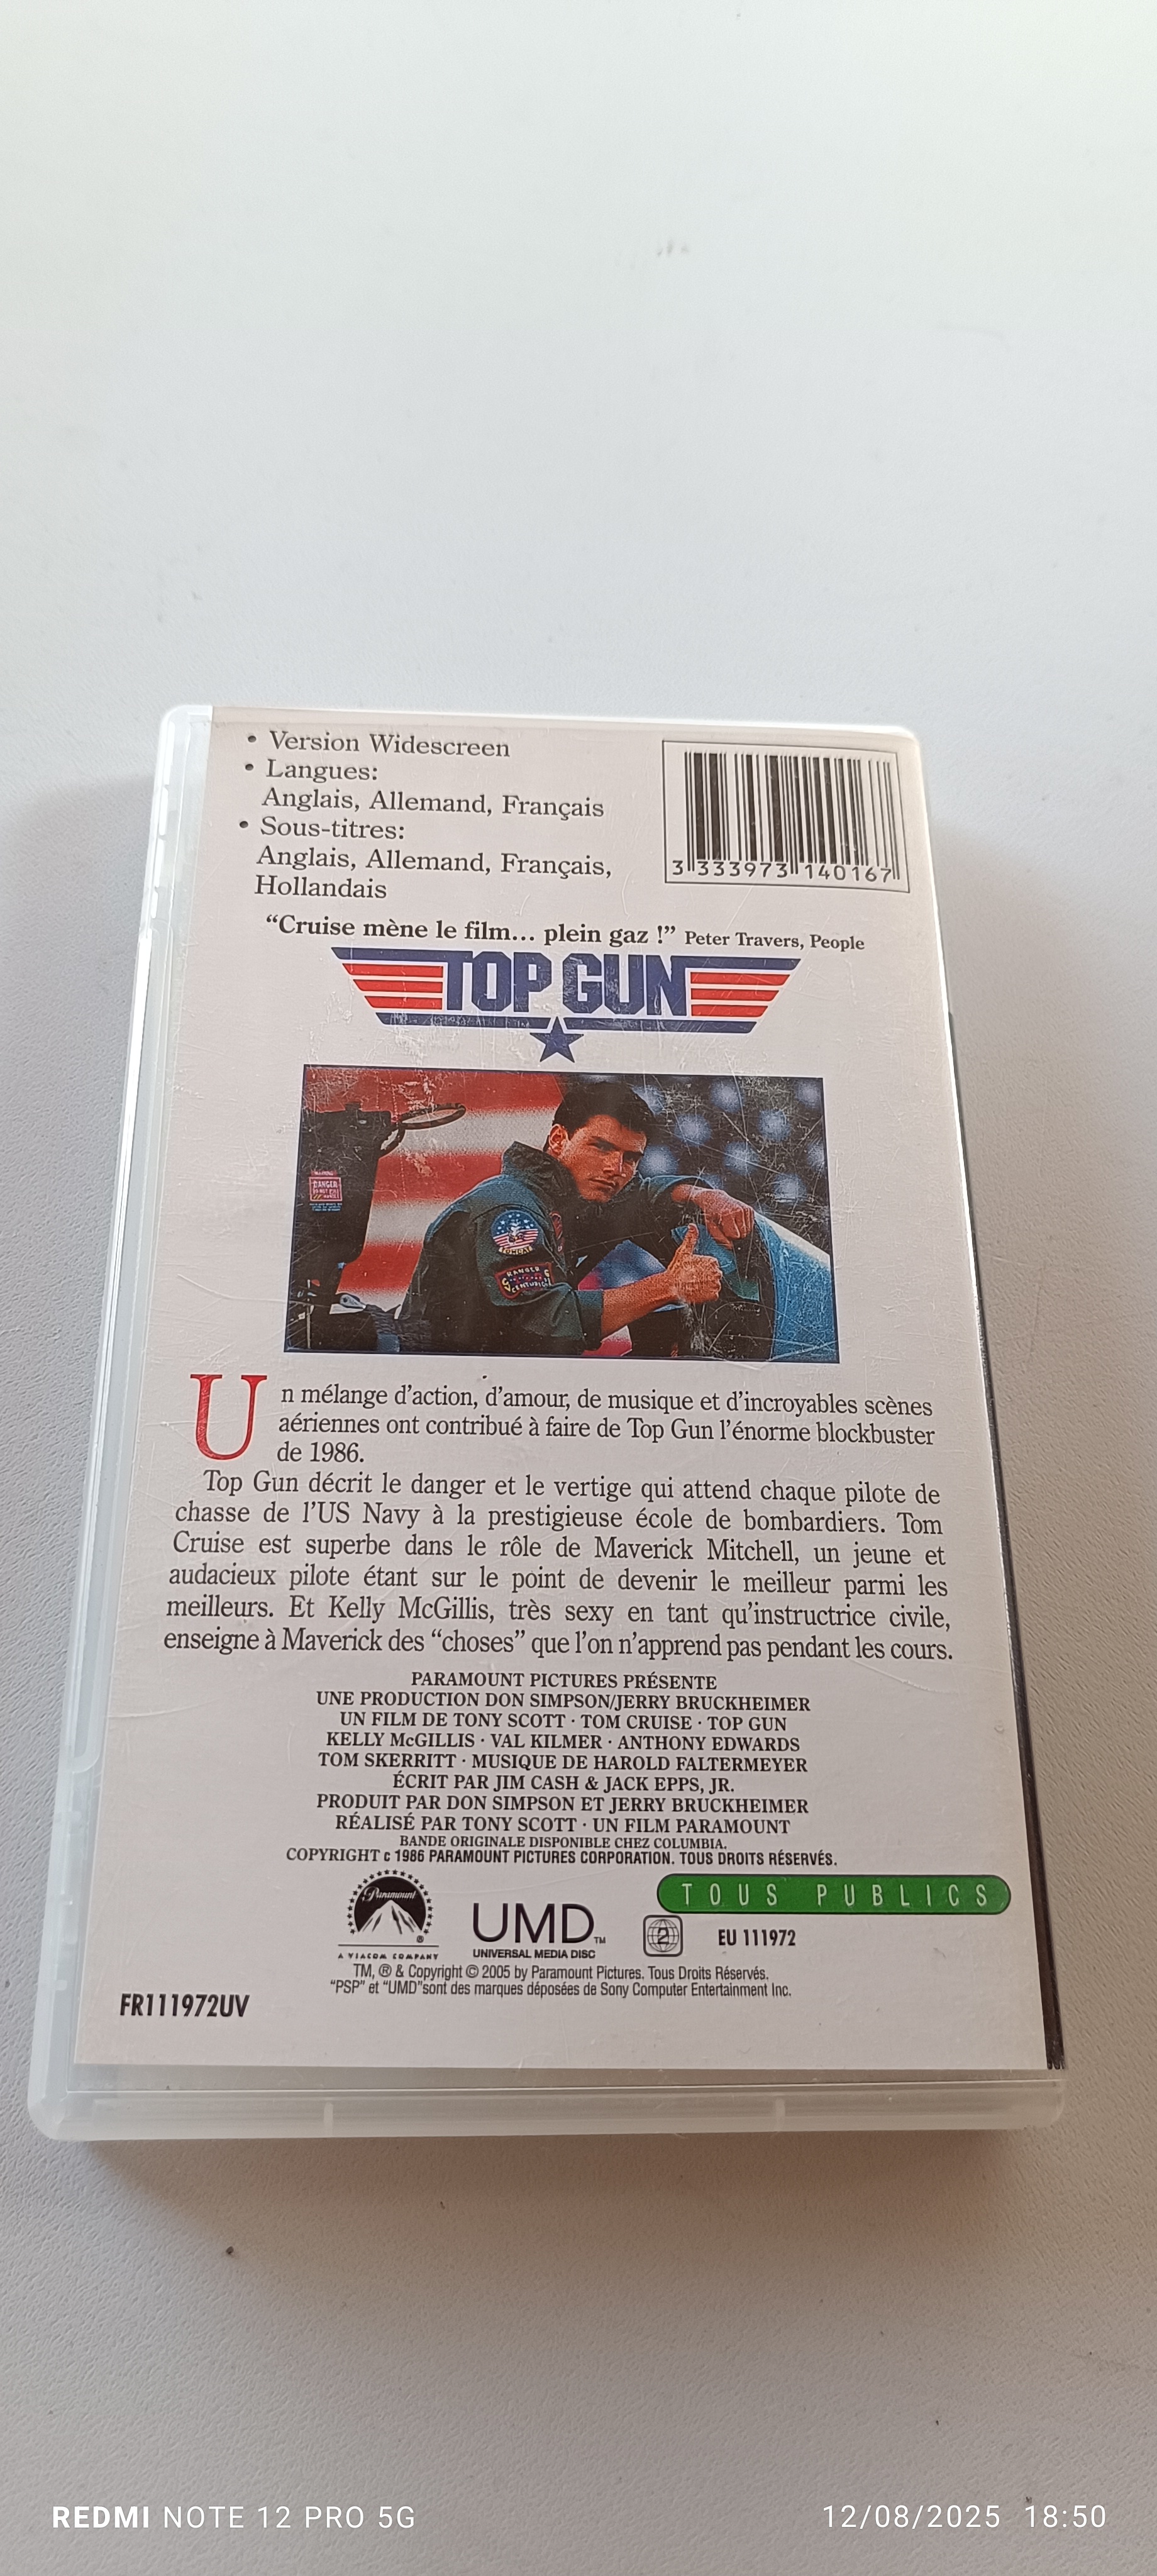 • Version Widescreen
• Langues:
Anglais, Allemand, Français
• Sous-titres:
Anglais, Allemand, Français,
Hollandais
3 333973 140167
“Cruise mène le film... plein gaz !” Peter Travers, People
TOP GUN
DANGER
TOMCAT
RANGER
Un mélange d’action, d’amour, de musique et d’incroyables scènes
aériennes ont contribué à faire de Top Gun l’énorme blockbuster
de 1986.
Top Gun décrit le danger et le vertige qui attend chaque pilote de
chasse de l’US Navy à la prestigieuse école de bombardiers. Tom
Cruise est superbe dans le rôle de Maverick Mitchell, un jeune et
audacieux pilote étant sur le point de devenir le meilleur parmi les
meilleurs. Et Kelly McGillis, très sexy en tant qu’instructrice civile,
enseigne à Maverick des “choses” que l’on n’apprend pas pendant les cours.
PARAMOUNT PICTURES PRÉSENTE
UNE PRODUCTION DON SIMPSON/JERRY BRUCKHEIMER
UN FILM DE TONY SCOTT · TOM CRUISE · TOP GUN
KELLY McGILLIS · VAL KILMER · ANTHONY EDWARDS
TOM SKERRITT · MUSIQUE DE HAROLD FALTERMEYER
ÉCRIT PAR JIM CASH & JACK EPPS, JR.
PRODUIT PAR DON SIMPSON ET JERRY BRUCKHEIMER
RÉALISÉ PAR TONY SCOTT · UN FILM PARAMOUNT
BANDE ORIGINALE DISPONIBLE CHEZ COLUMBIA.
COPYRIGHT c 1986 PARAMOUNT PICTURES CORPORATION. TOUS DROITS RÉSERVÉS.
TOUS PUBLICS
Paramount
®
A VIACOM COMPANY
UMD™
UNIVERSAL MEDIA DISC
2
EU 111972
TM, ® & Copyright © 2005 by Paramount Pictures. Tous Droits Réservés.
“PSP” et “UMD”sont des marques déposées de Sony Computer Entertainment Inc.
FR111972UV
REDMI NOTE 12 PRO 5G
12/08/2025 18:50